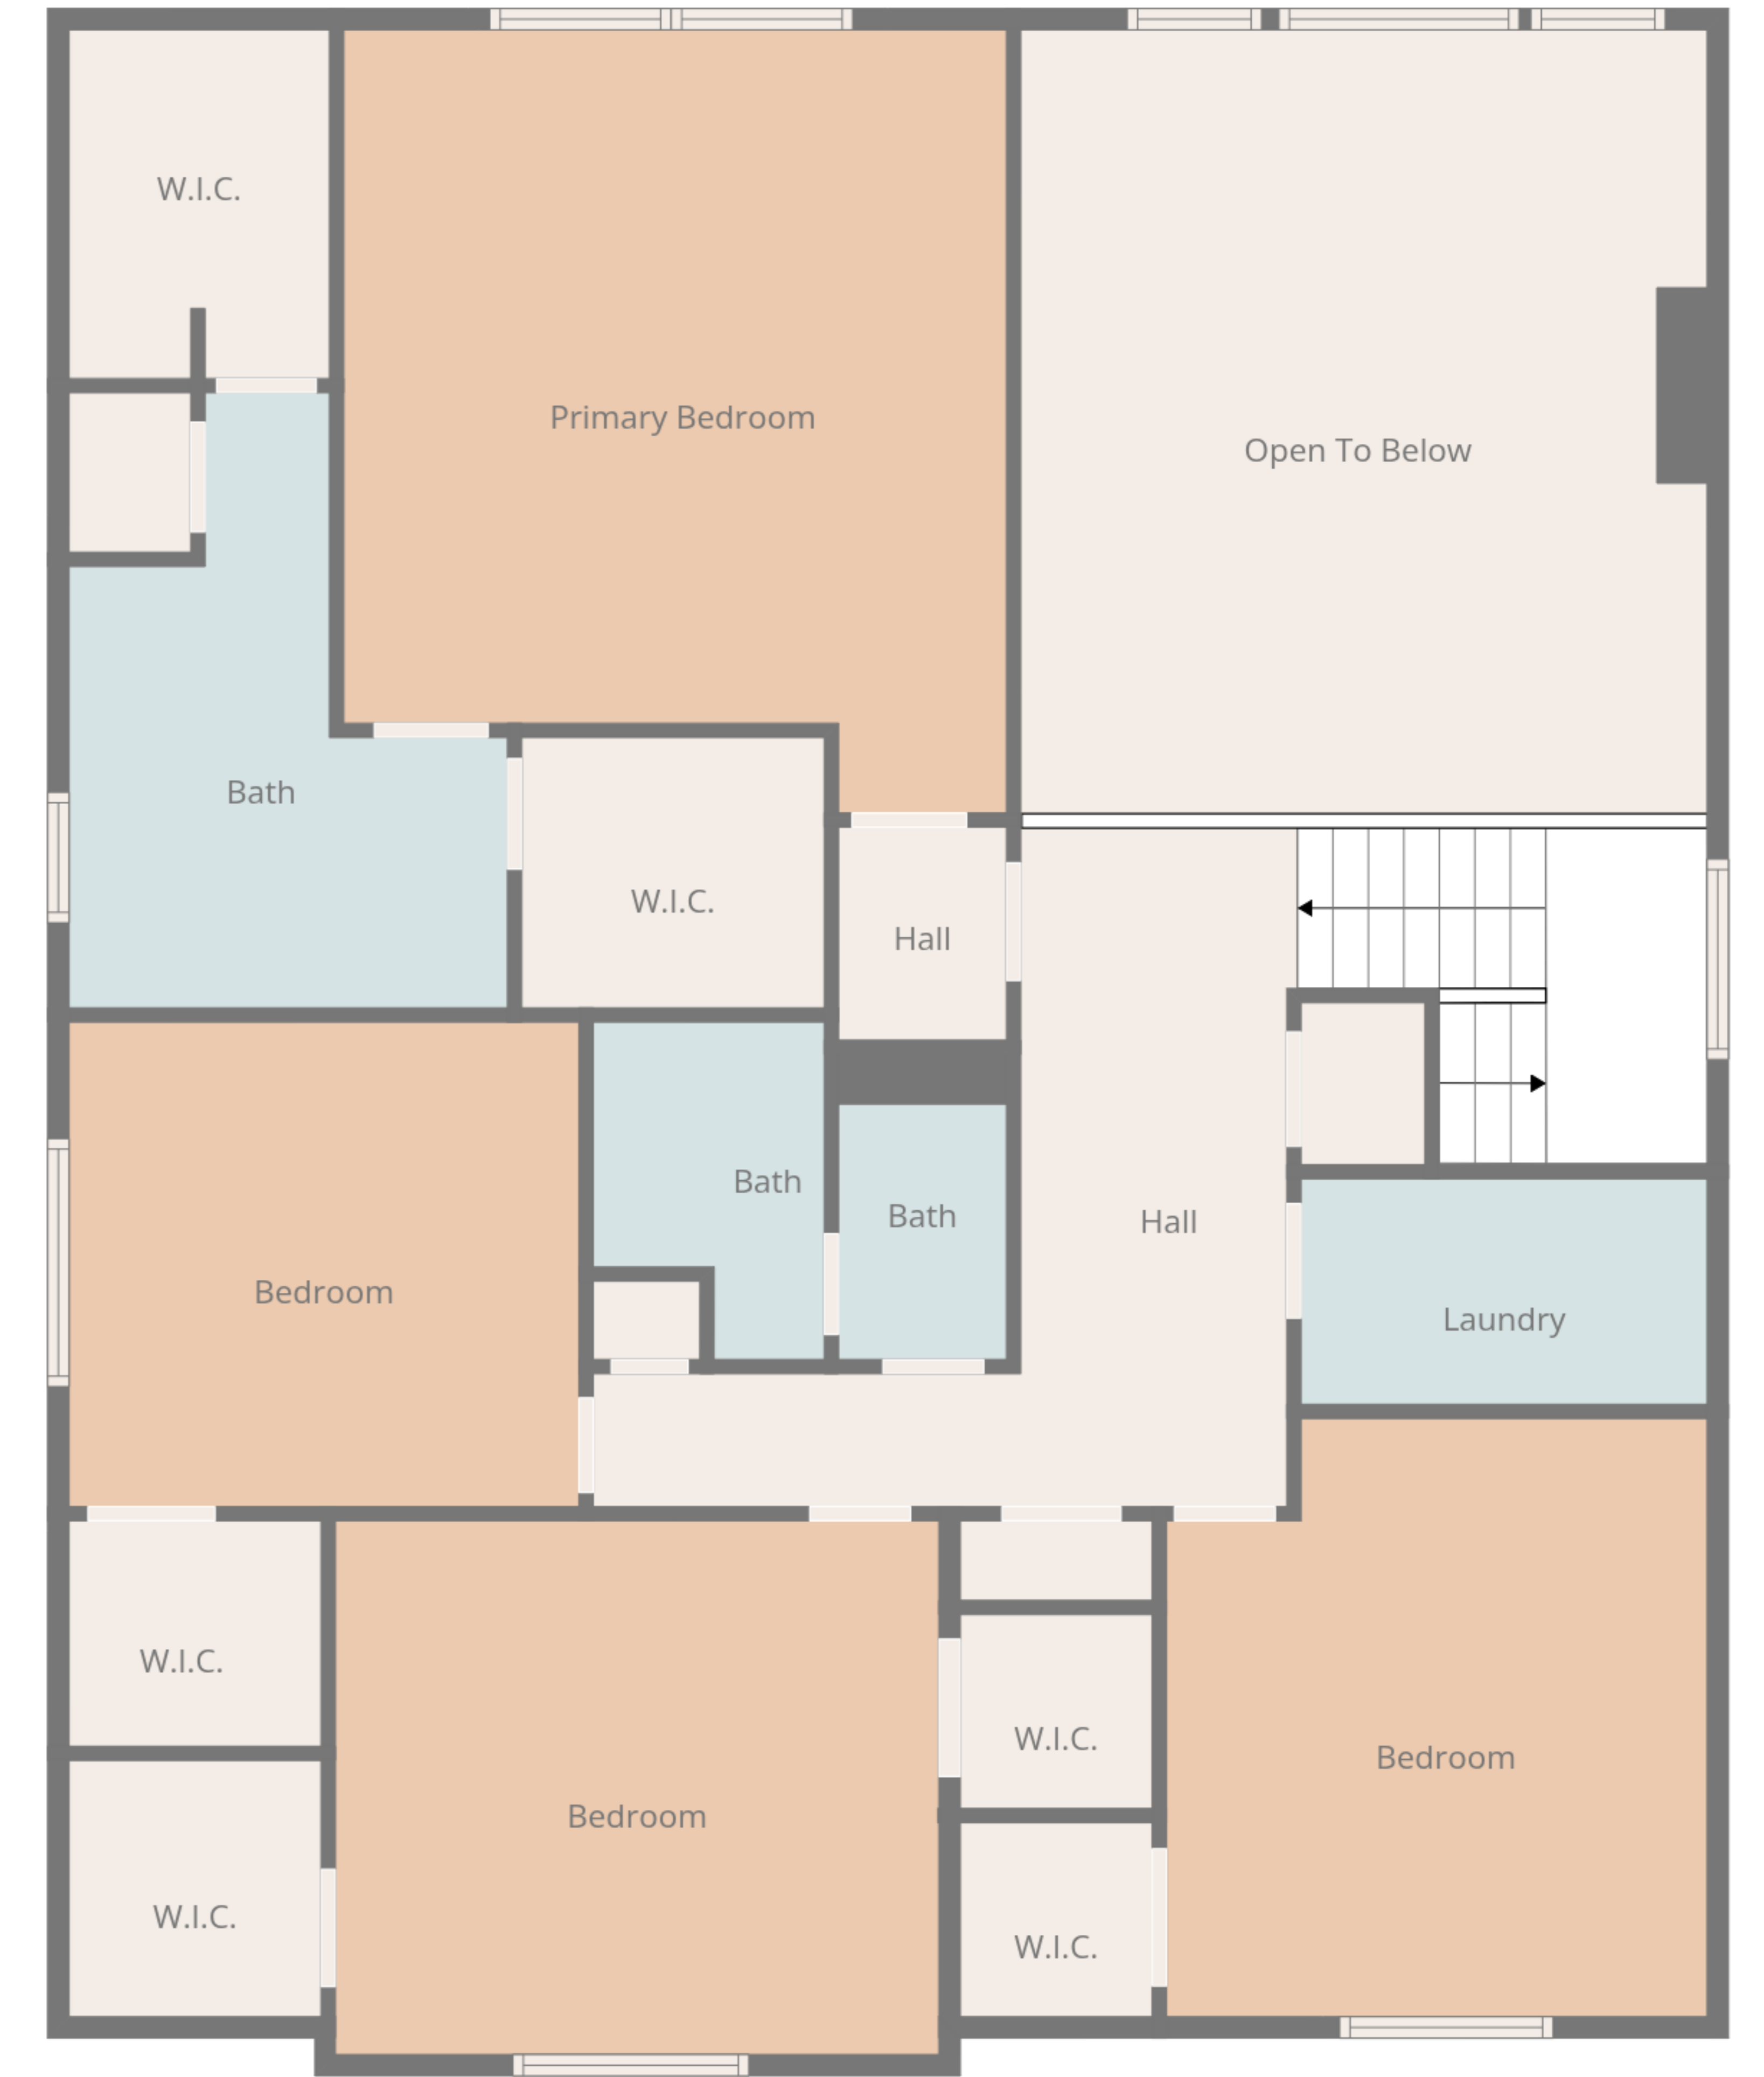 W.I.C.
Primary Bedroom
Open To Below
Bath
W.I.C.
Hall
Bath
Bath
Hall
Bedroom
Laundry
W.I.C.
W.I.C.
Bedroom
Bedroom
W.I.C.
W.I.C.